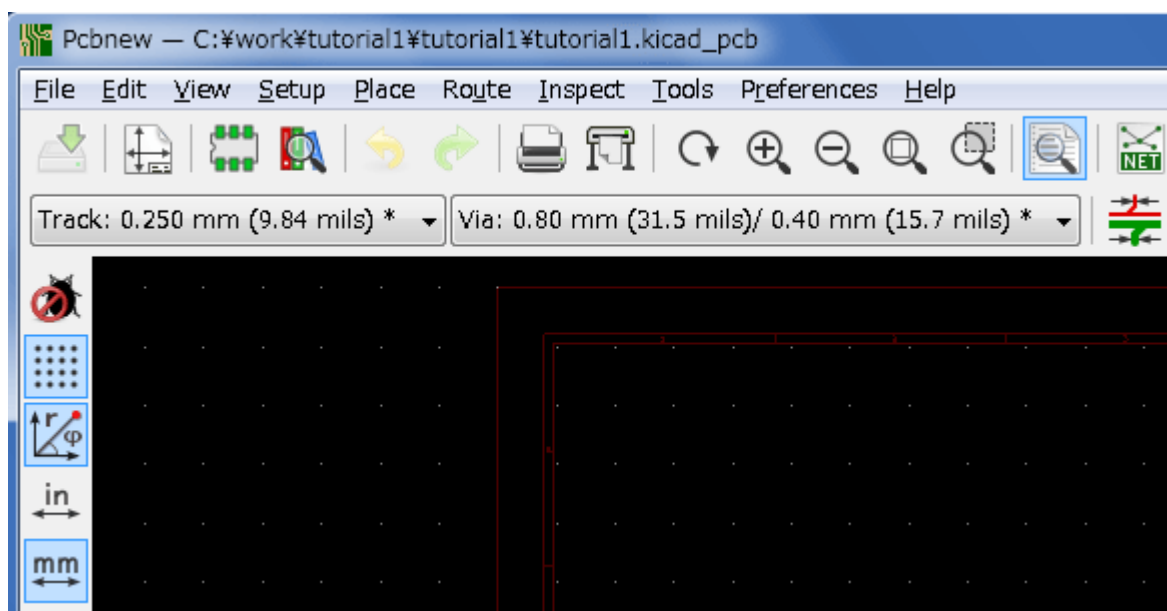 Pcbnew — C:¥work¥tutorial1¥tutorial1¥tutorial1.kicad_pcb
File Edit View Setup Place Route Inspect Tools Preferences Help
NET
Track: 0.250 mm (9.84 mils) * Via: 0.80 mm (31.5 mils)/ 0.40 mm (15.7 mils) *
r φ
in
mm